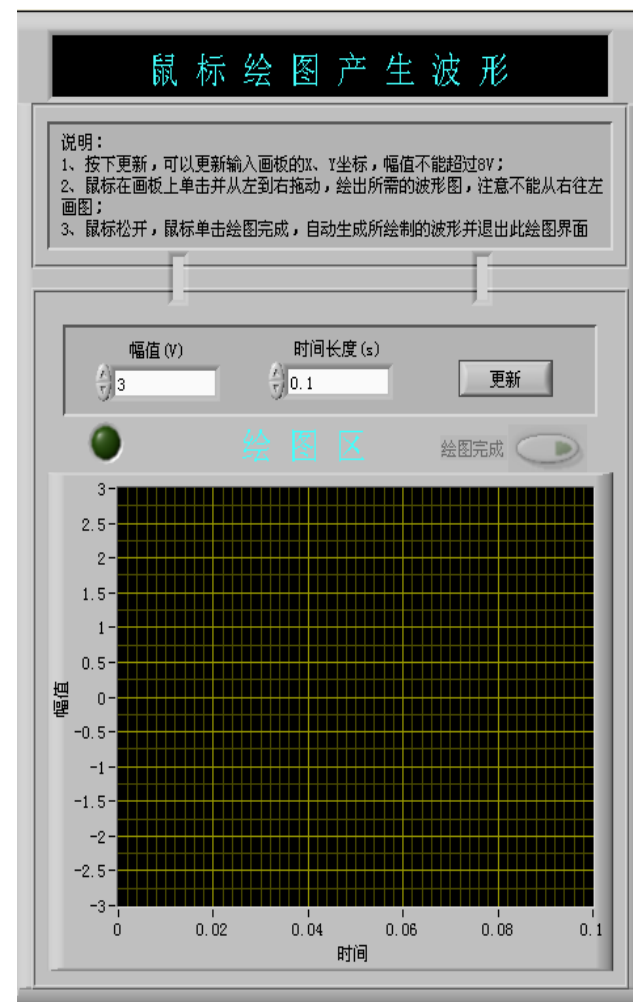 鼠标绘图产生波形
说明：
1、按下更新，可以更新输入画板的X、Y坐标，幅值不能超过8V；
2、鼠标在画板上单击并从左到右拖动，绘出所需的波形图，注意不能从右往左
画图；
3、鼠标松开，鼠标单击绘图完成，自动生成所绘制的波形并退出此绘图界面
幅值(V)
时间长度(s)
3
0.1
更新
绘图区
绘图完成
3
2.5
2
1.5
1
0.5
0
-0.5
-1
-1.5
-2
-2.5
-3
幅值
0
0.02
0.04
0.06
0.08
0.1
时间